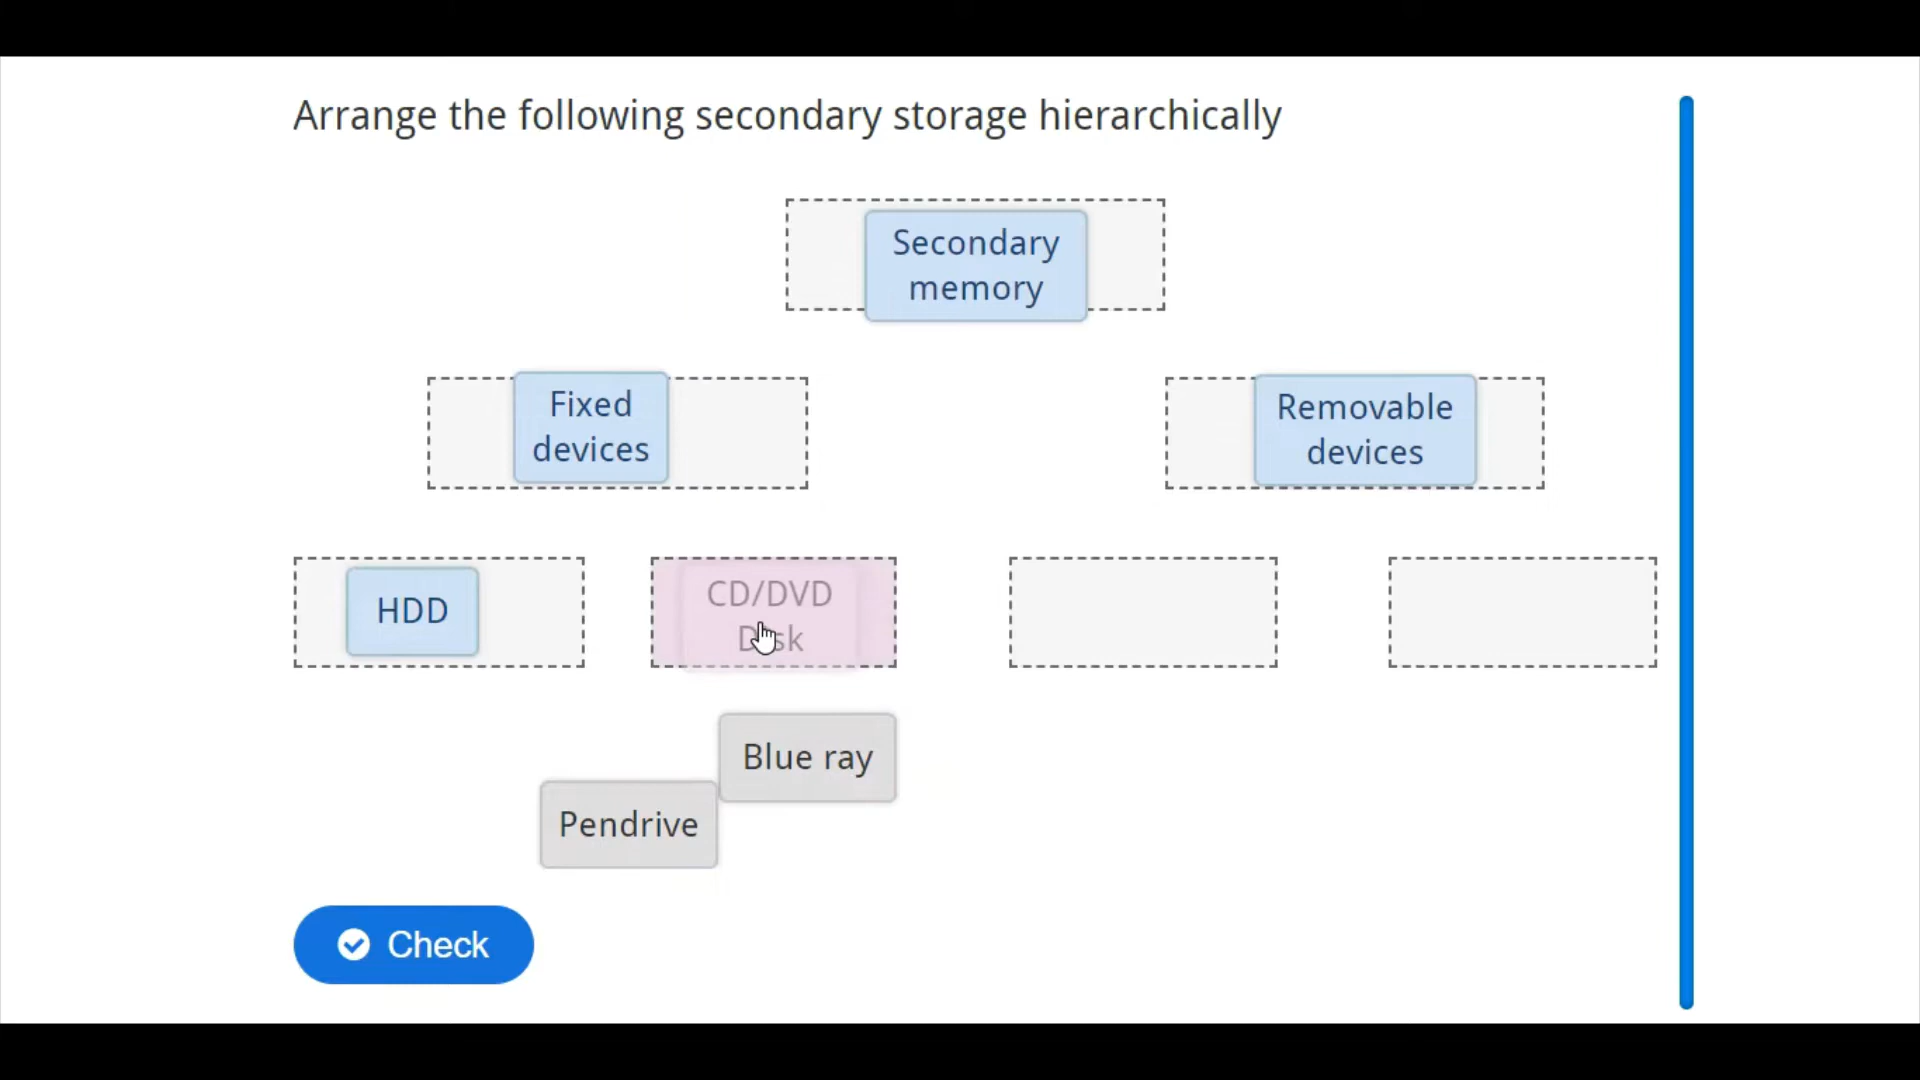 Arrange the following secondary storage hierarchically
Secondary
memory
Fixed
devices
Removable
devices
HDD
CD/DVD
Disk
Blue ray
Pendrive
Check